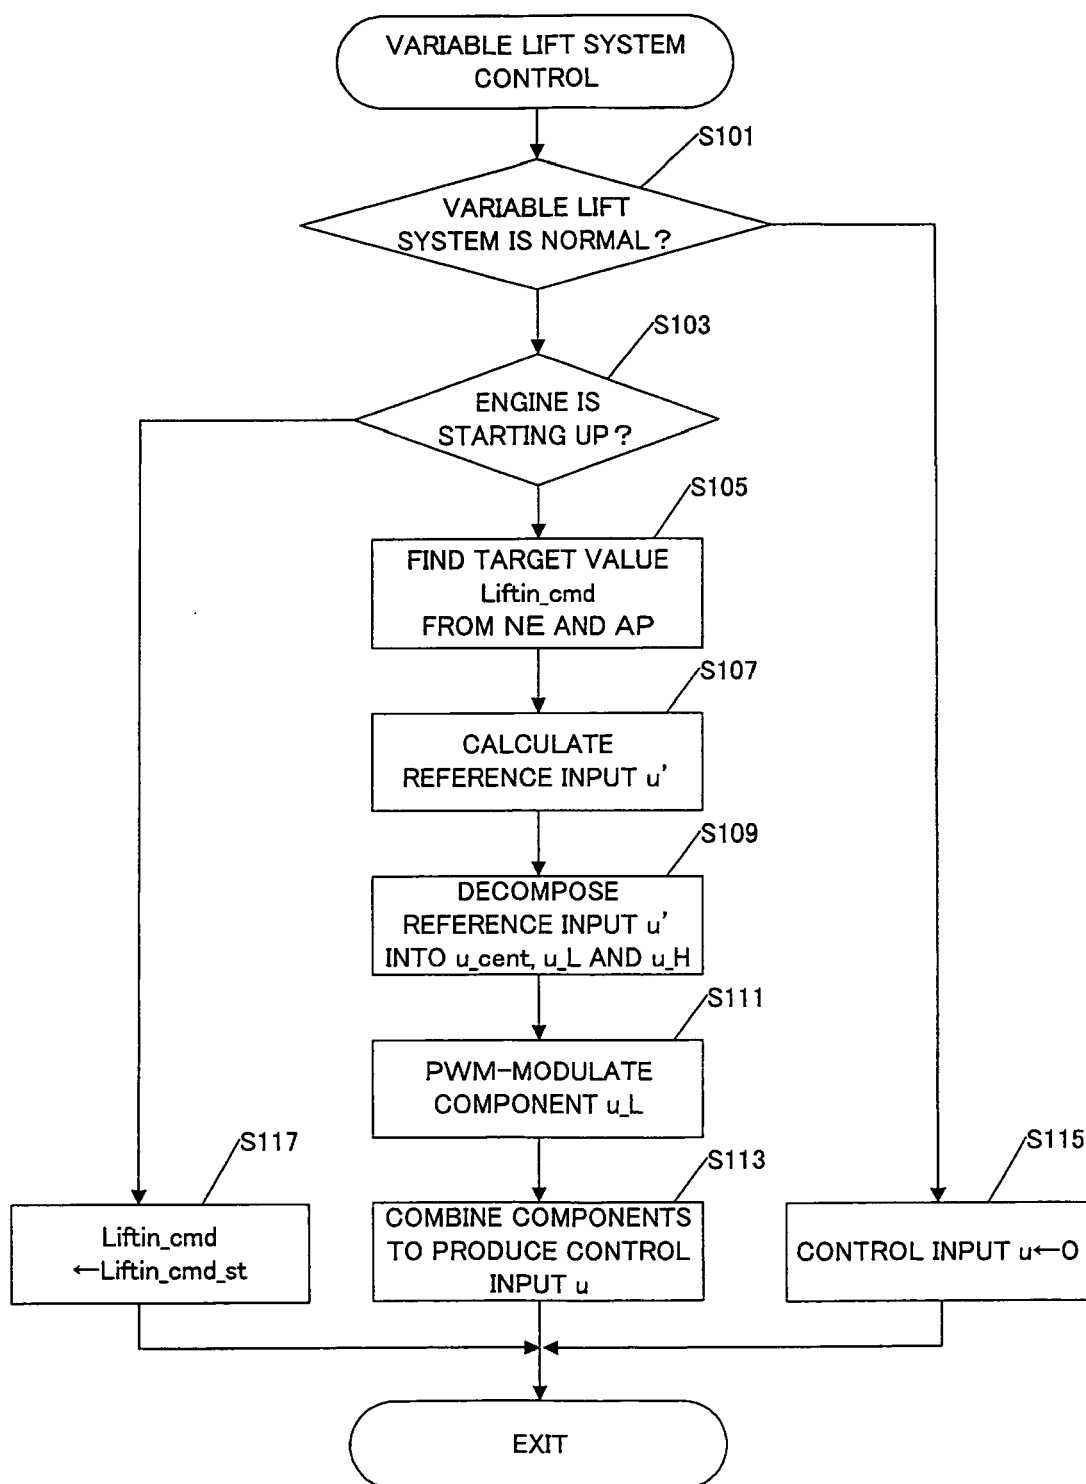 VARIABLE LIFT SYSTEM
CONTROL
S101
VARIABLE LIFT
SYSTEM IS NORMAL?
S103
ENGINE IS
STARTING UP?
S105
FIND TARGET VALUE
Liftin_cmd
FROM NE AND AP
S107
CALCULATE
REFERENCE INPUT u'
S109
DECOMPOSE
REFERENCE INPUT u'
INTO u_cent, u_L AND u_H
S111
PWM-MODULATE
COMPONENT u_L
S117
Liftin_cmd
←Liftin_cmd_st
S113
COMBINE COMPONENTS
TO PRODUCE CONTROL
INPUT u
S115
CONTROL INPUT u←0
EXIT